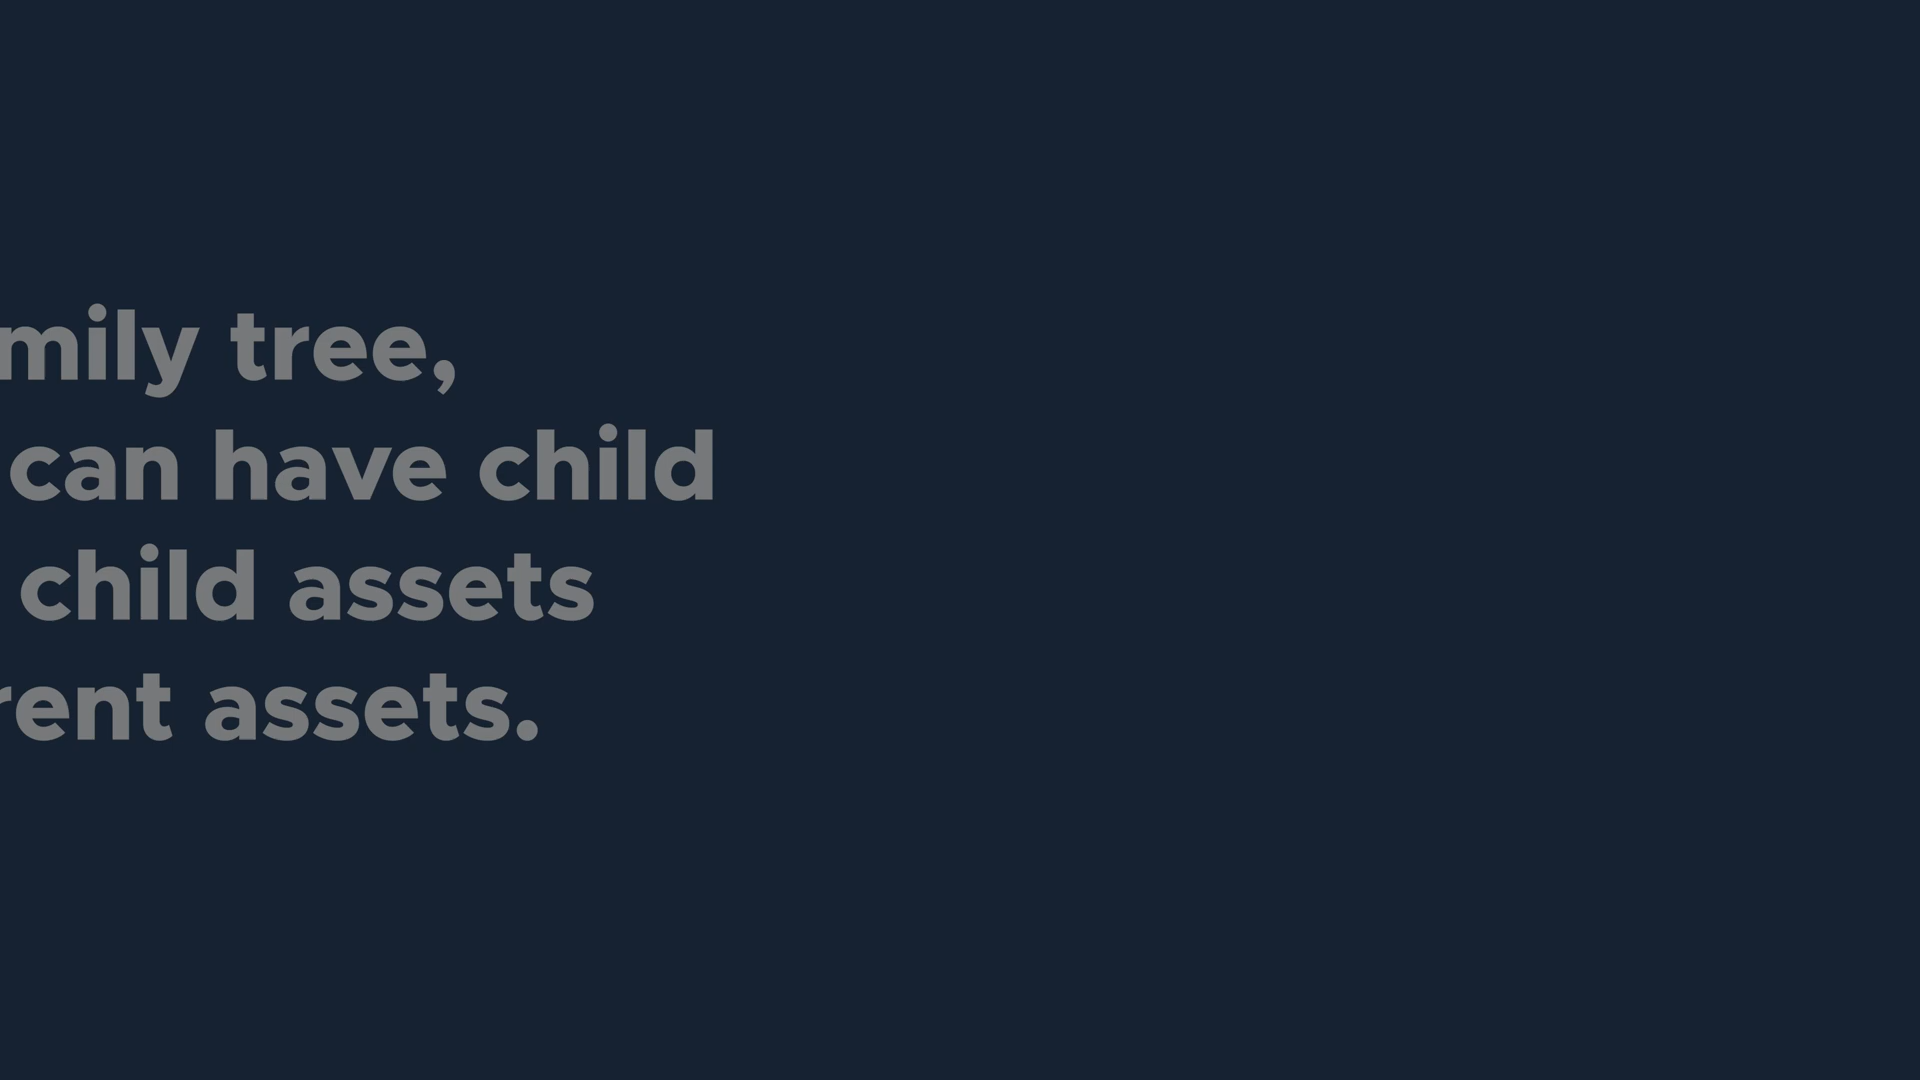 mily tree,
can have child
child assets
rent assets.